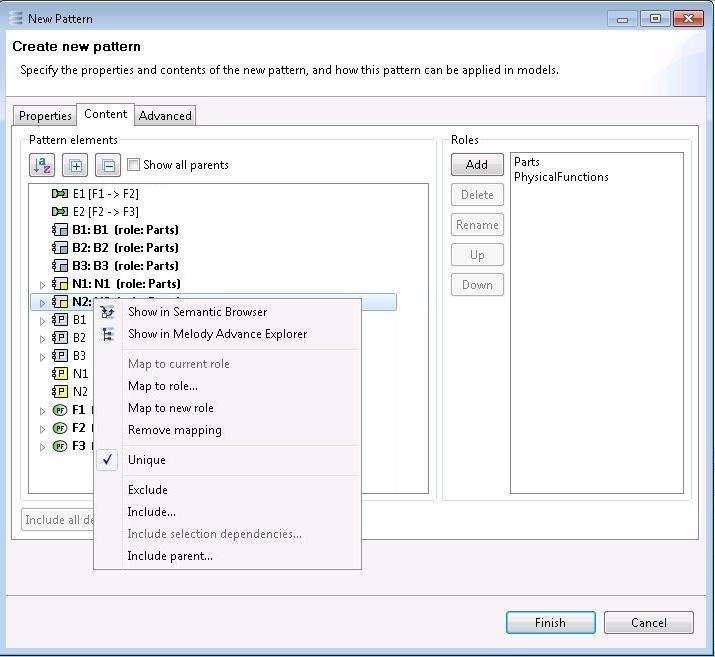 New Pattern
Create new pattern
Specify the properties and contents of the new pattern, and how this pattern can be applied in models.
Properties Content Advanced
Pattern elements
Show all parents
E1 [F1 -> F2]
E2 [F2 -> F3]
B1: B1 (role: Parts)
B2: B2 (role: Parts)
B3: B3 (role: Parts)
N1: N1 (role: Parts)
N2:
B1
B2
B3
N1
N2
F1
F2
F3
Show in Semantic Browser
Show in Melody Advance Explorer
Map to current role
Map to role...
Map to new role
Remove mapping
Unique
Exclude
Include...
Include selection dependencies...
Include parent...
Include all de
Roles
Add
Delete
Rename
Up
Down
Parts
PhysicalFunctions
Finish Cancel